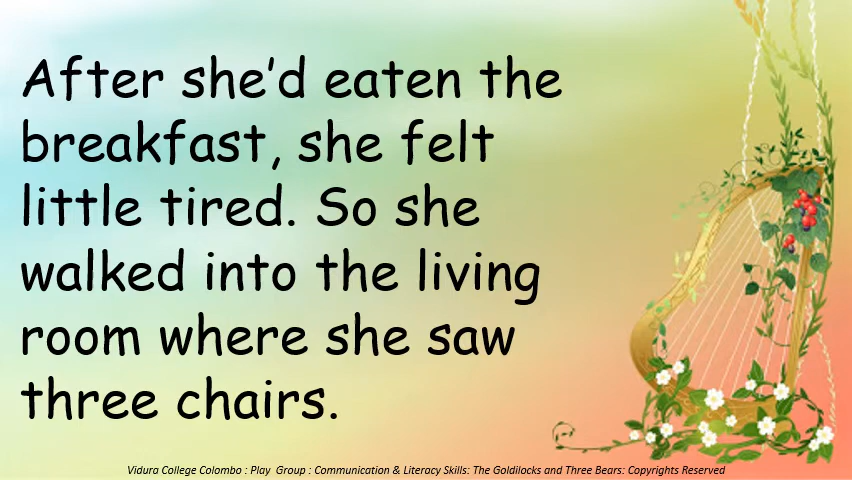 After she’d eaten the
breakfast, she felt
little tired. So she
walked into the living
room where she saw
three chairs.
Vidura College Colombo : Play Group : Communication & Literacy Skills: The Goldilocks and Three Bears: Copyrights Reserved